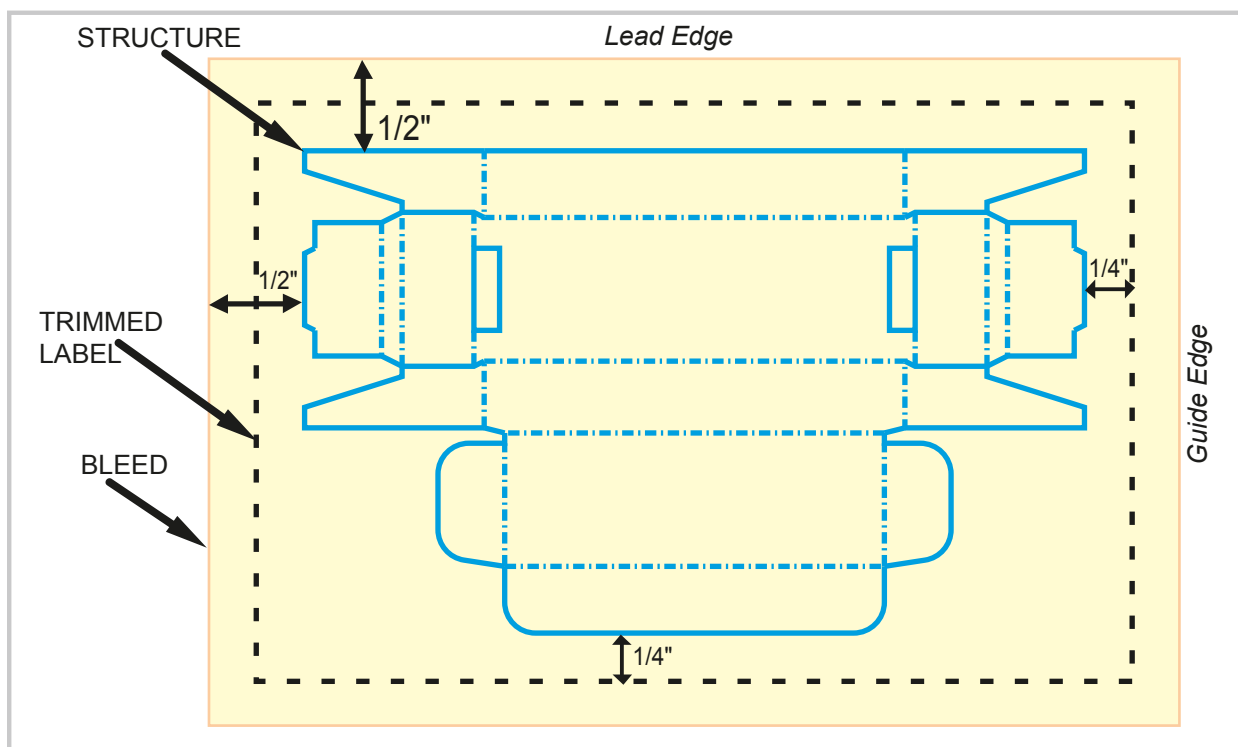 STRUCTURE
Lead Edge
1/2"
1/2"
1/4"
TRIMMED
LABEL
Guide Edge
BLEED
1/4"